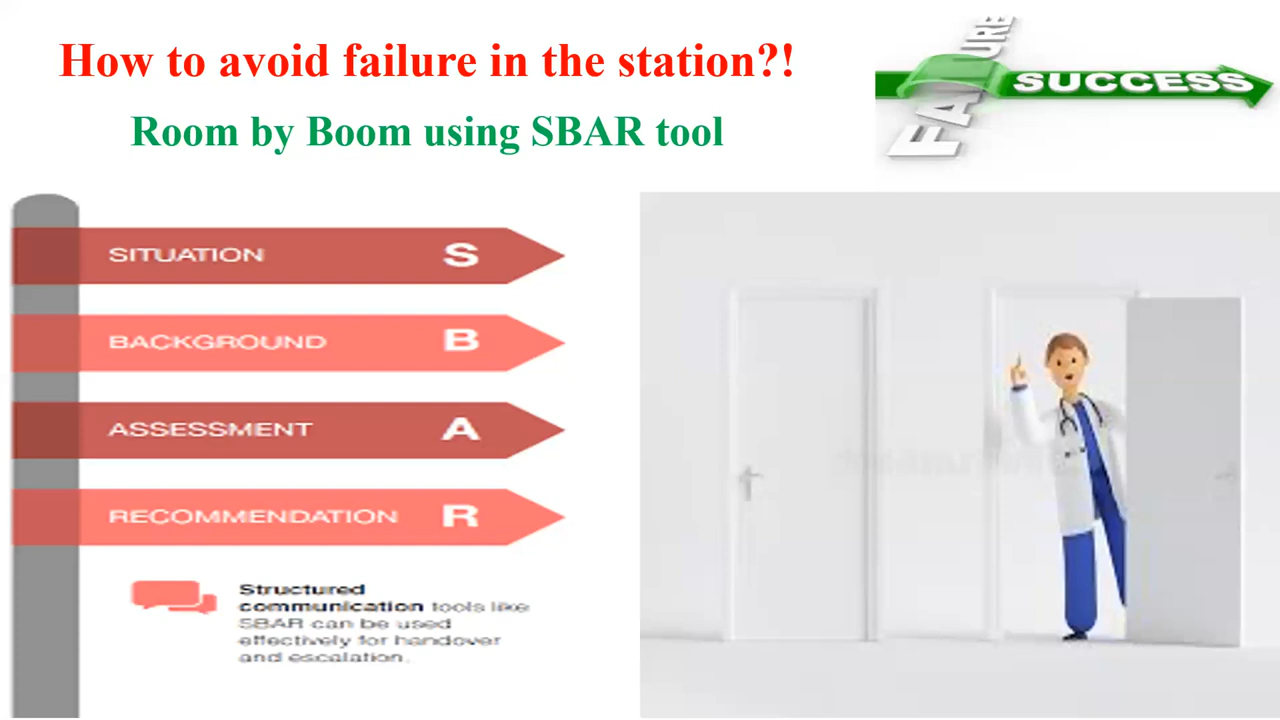 How to avoid failure in the station?!
Room by Boom using SBAR tool
FAILURE
SUCCESS
SITUATION S
BACKGROUND B
ASSESSMENT A
RECOMMENDATION R
Structured
communication tools like
SBAR can be used
effectively for handover
and escalation.